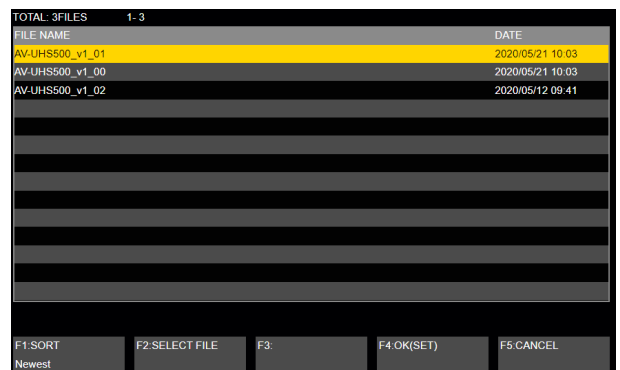 TOTAL: 3FILES 1- 3
FILE NAME DATE
AV-UHS500_v1_01 2020/05/21 10:03
AV-UHS500_v1_00 2020/05/21 10:03
AV-UHS500_v1_02 2020/05/12 09:41
F1:SORT F2:SELECT FILE F3: F4:OK(SET) F5:CANCEL
Newest